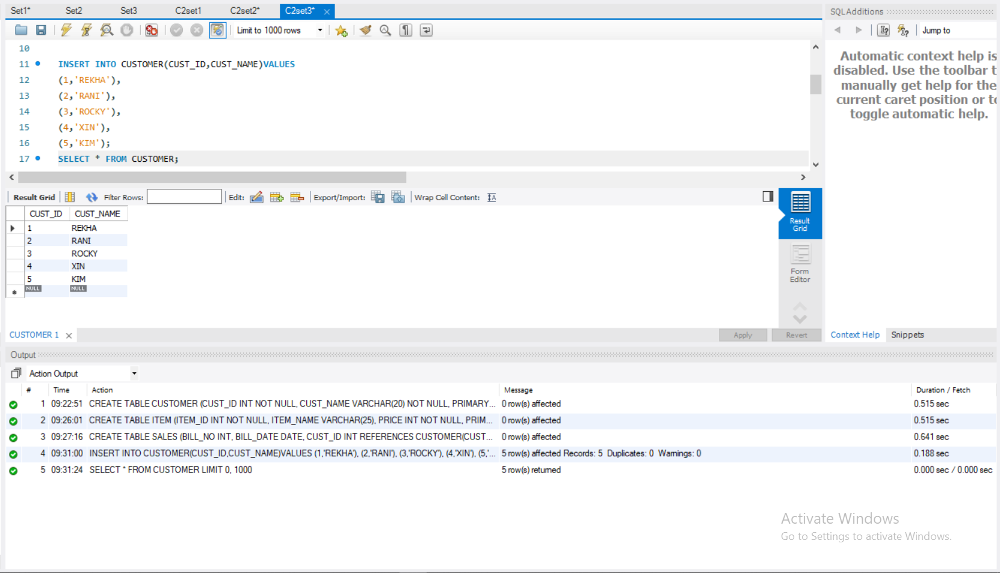 Set1* Set2 Set3 C2set1 C2set2* C2set3*
SQLAdditions
Limit to 1000 rows
Jump to
10
11 INSERT INTO CUSTOMER(CUST_ID,CUST_NAME)VALUES
12 (1,'REKHA'),
13 (2,'RANI'),
14 (3,'ROCKY'),
15 (4,'XIN'),
16 (5,'KIM');
17 SELECT * FROM CUSTOMER;
Automatic context help is
disabled. Use the toolbar t
manually get help for the
current caret position or to
toggle automatic help.
Result Grid Filter Rows: Edit: Export/Import: Wrap Cell Content:
CUST_ID CUST_NAME
1 REKHA
2 RANI
3 ROCKY
4 XIN
5 KIM
NULL NULL
Result
Grid
Form
Editor
CUSTOMER 1 Apply Revert
Context Help Snippets
Output
Action Output
# Time Action Message Duration / Fetch
1 09:22:51 CREATE TABLE CUSTOMER (CUST_ID INT NOT NULL, CUST_NAME VARCHAR(20) NOT NULL, PRIMARY... 0 row(s) affected 0.515 sec
2 09:26:01 CREATE TABLE ITEM (ITEM_ID INT NOT NULL, ITEM_NAME VARCHAR(25), PRICE INT NOT NULL, PRIM... 0 row(s) affected 0.515 sec
3 09:27:16 CREATE TABLE SALES (BILL_NO INT, BILL_DATE DATE, CUST_ID INT REFERENCES CUSTOMER(CUST... 0 row(s) affected 0.641 sec
4 09:31:00 INSERT INTO CUSTOMER(CUST_ID,CUST_NAME)VALUES (1,'REKHA'), (2,'RANI'), (3,'ROCKY'), (4,'XIN'), (5,'... 5 row(s) affected Records: 5 Duplicates: 0 Warnings: 0 0.188 sec
5 09:31:24 SELECT * FROM CUSTOMER LIMIT 0, 1000 5 row(s) returned 0.000 sec / 0.000 sec
Activate Windows
Go to Settings to activate Windows.